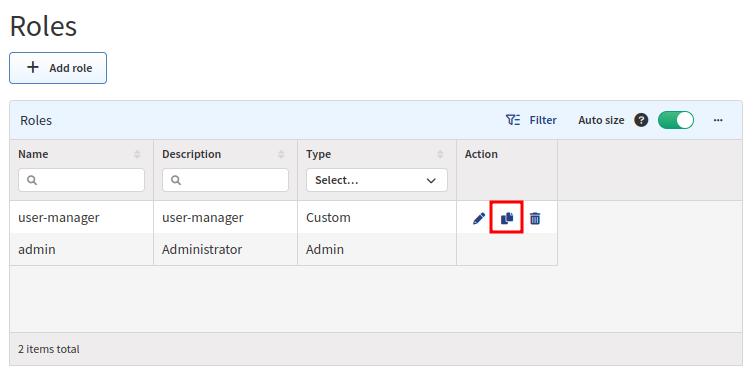 Roles
+ Add role
Roles Filter Auto size ? ...
Name Description Type Action
Select...
user-manager user-manager Custom
admin Administrator Admin
2 items total